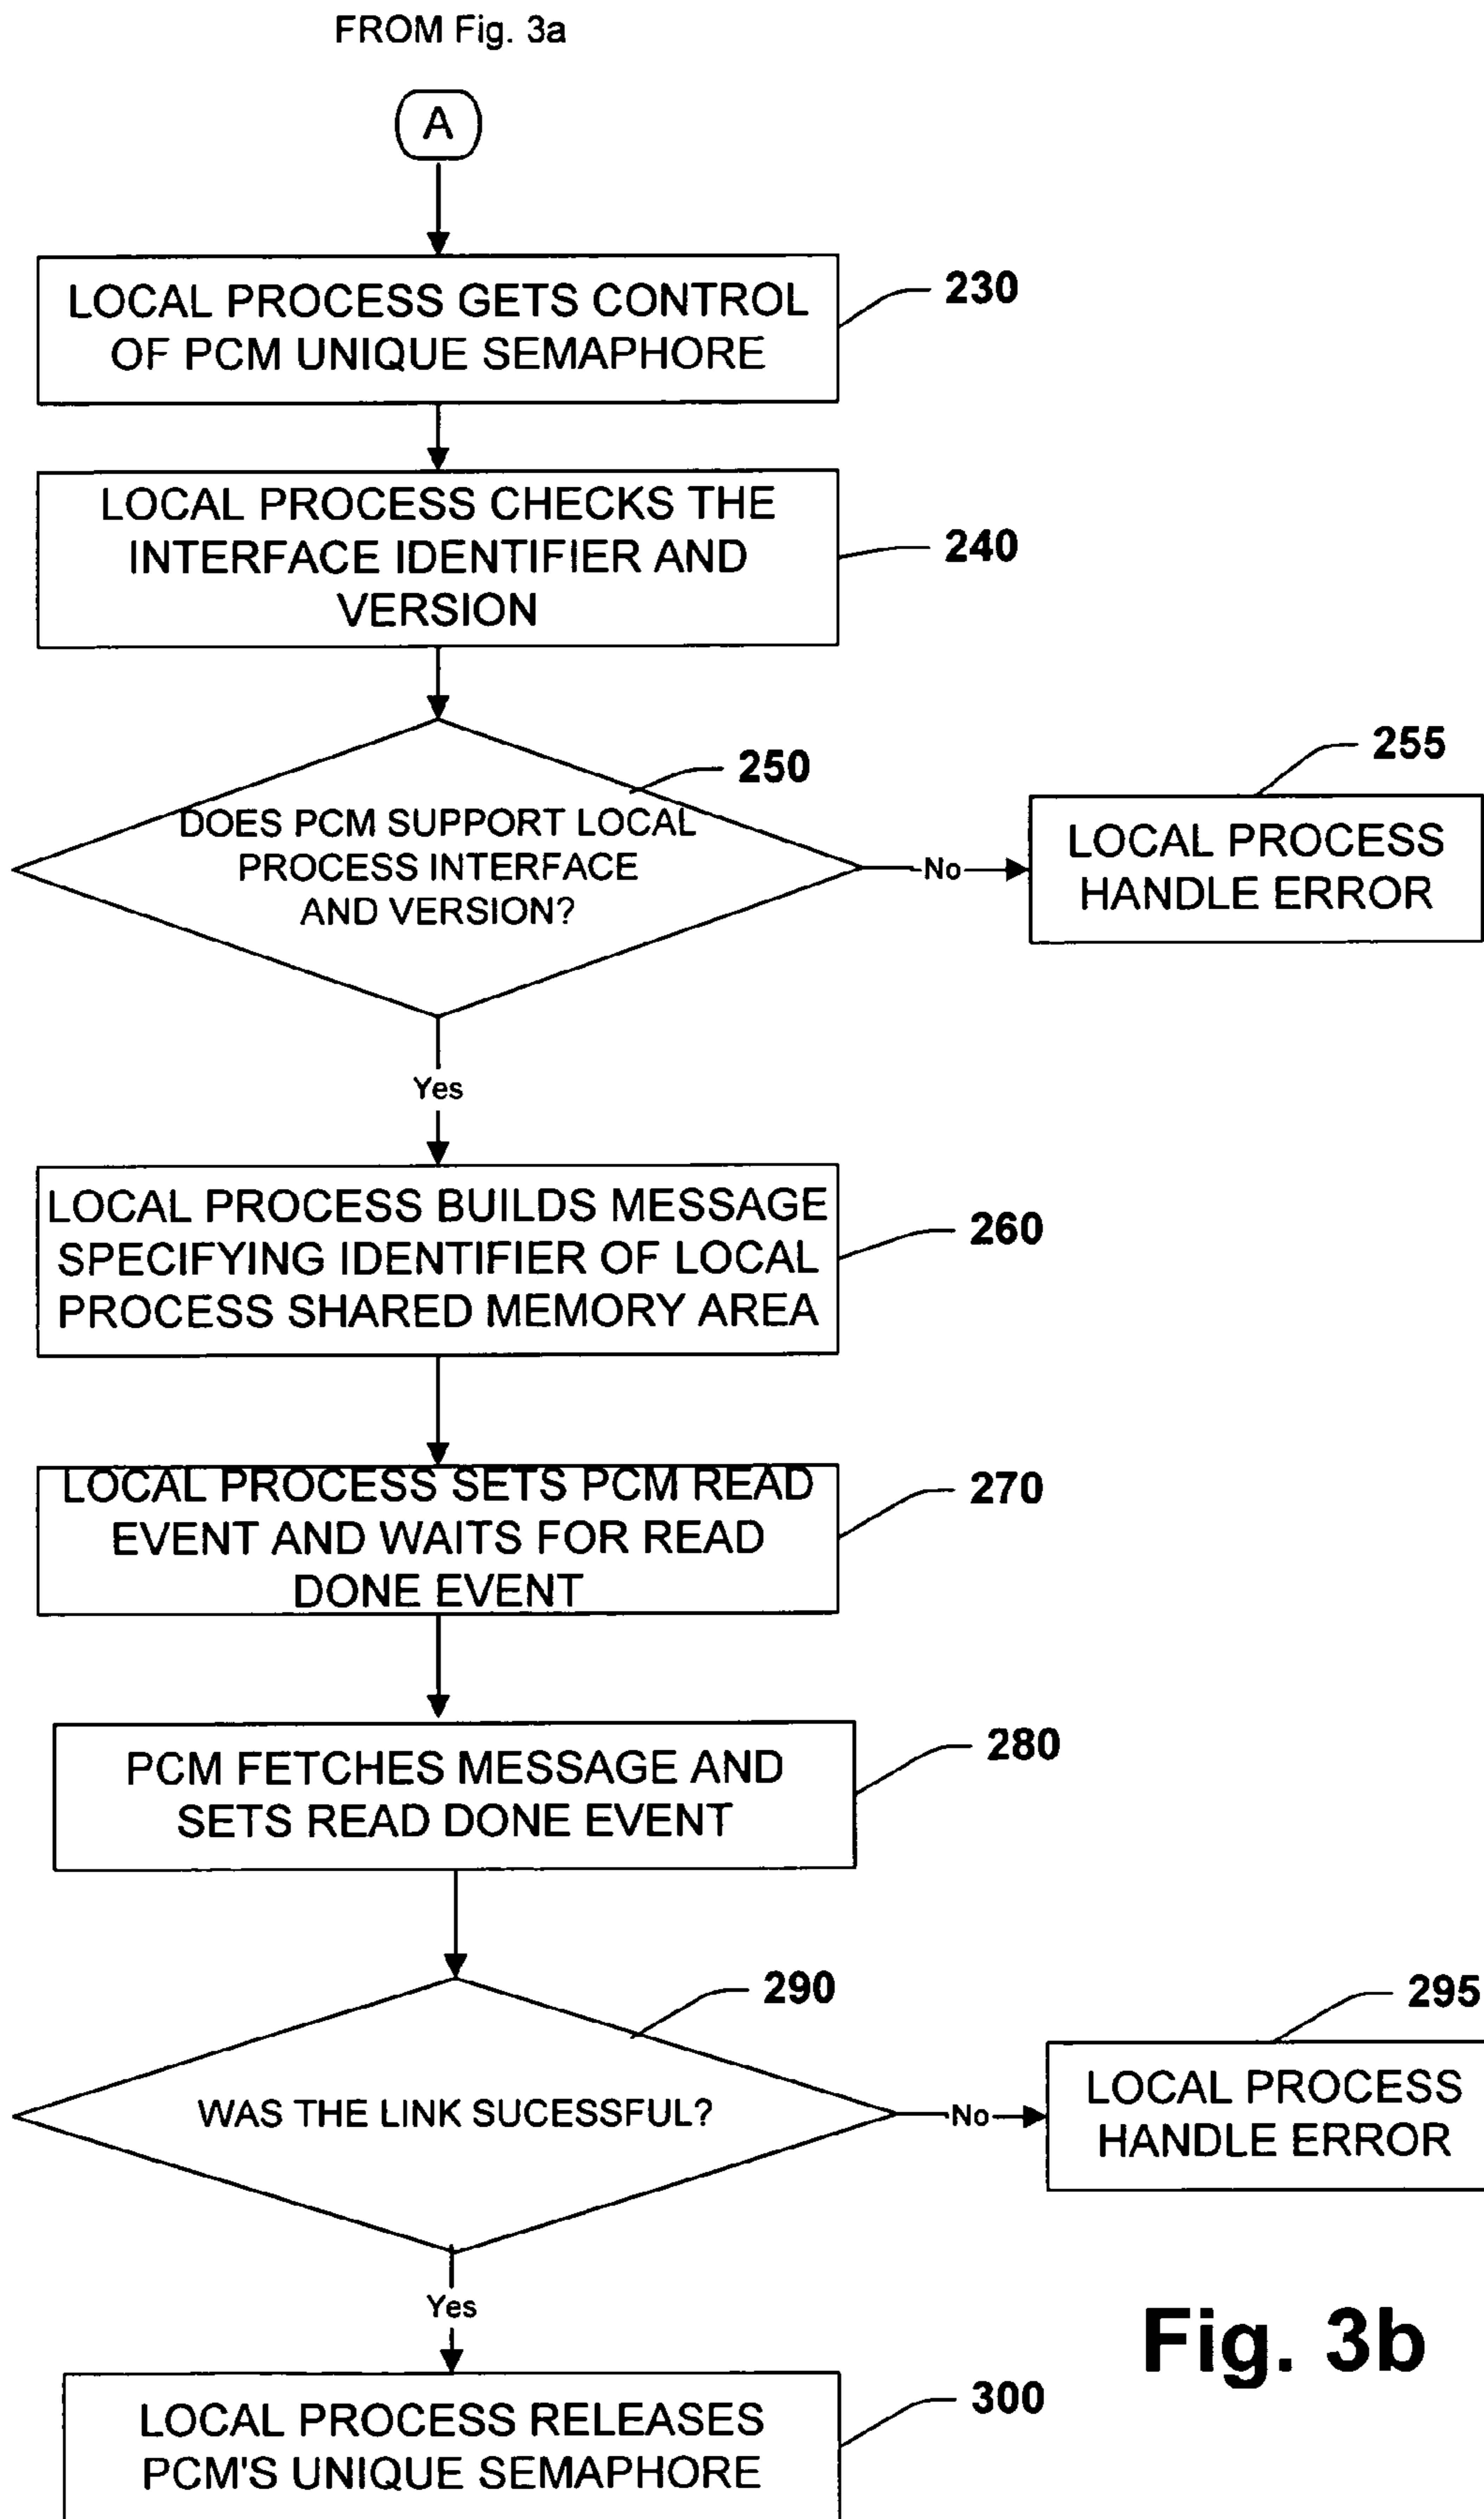 FROM Fig. 3a
A
LOCAL PROCESS GETS CONTROL
OF PCM UNIQUE SEMAPHORE
230
LOCAL PROCESS CHECKS THE
INTERFACE IDENTIFIER AND
VERSION
240
250
DOES PCM SUPPORT LOCAL
PROCESS INTERFACE
AND VERSION?
No
255
LOCAL PROCESS
HANDLE ERROR
Yes
LOCAL PROCESS BUILDS MESSAGE
SPECIFYING IDENTIFIER OF LOCAL
PROCESS SHARED MEMORY AREA
260
LOCAL PROCESS SETS PCM READ
EVENT AND WAITS FOR READ
DONE EVENT
270
PCM FETCHES MESSAGE AND
SETS READ DONE EVENT
280
290
WAS THE LINK SUCESSFUL?
No
295
LOCAL PROCESS
HANDLE ERROR
Yes
LOCAL PROCESS RELEASES
PCM'S UNIQUE SEMAPHORE
300
Fig. 3b